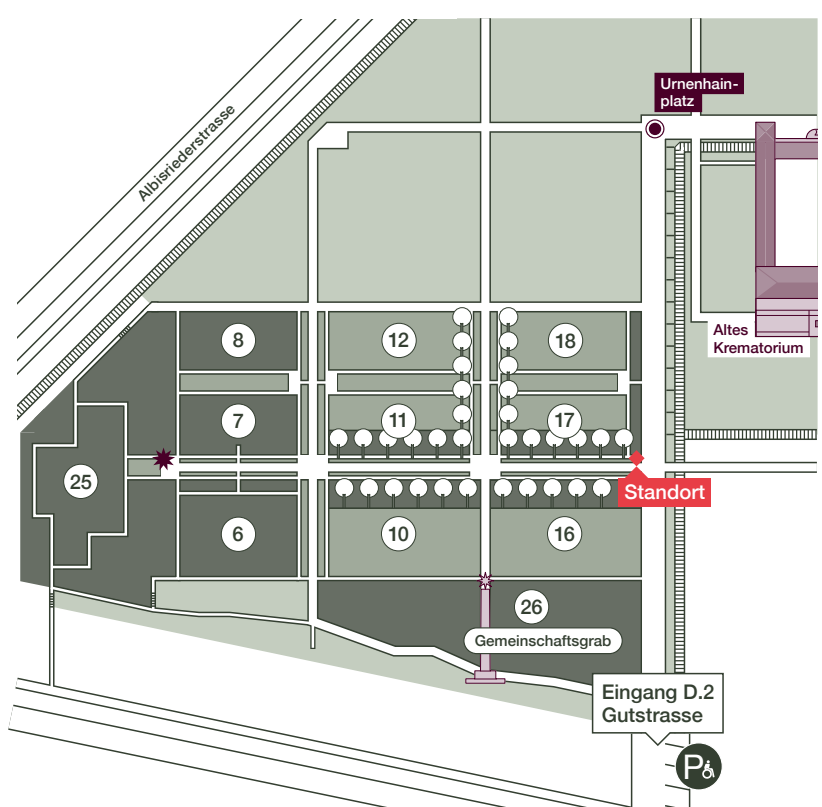 Urnenhain-
platz
Albisriederstrasse
8
12
18
Altes
Krematorium
7
11
17
25
Standort
6
10
16
26
Gemeinschaftsgrab
Eingang D.2
Gutstrasse
P